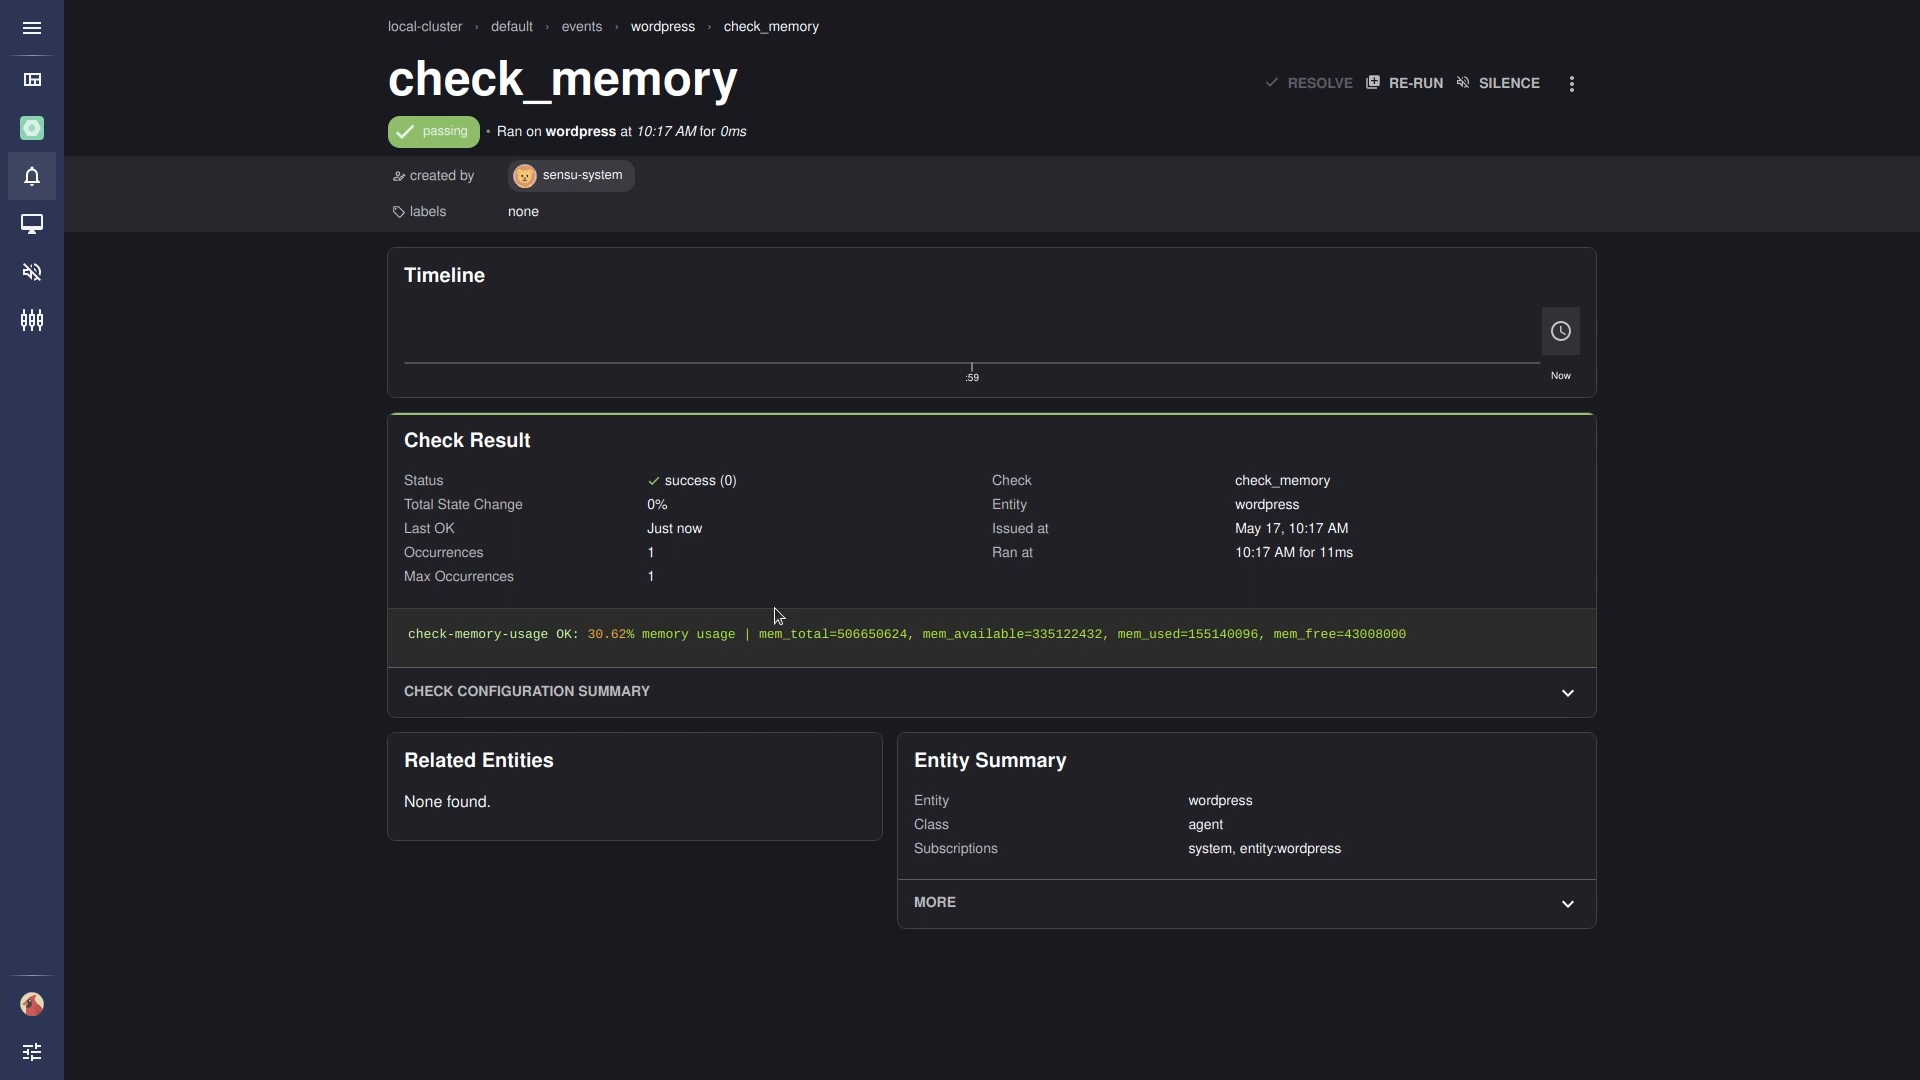 local-cluster › default › events › wordpress › check_memory
check_memory
RESOLVE RE-RUN SILENCE
passing • Ran on wordpress at 10:17 AM for 0ms
created by sensu-system
labels none
Timeline
:59
Now
Check Result
Status success (0) Check check_memory
Total State Change 0% Entity wordpress
Last OK Just now Issued at May 17, 10:17 AM
Occurrences 1 Ran at 10:17 AM for 11ms
Max Occurrences 1
check-memory-usage OK: 30.62% memory usage | mem_total=506650624, mem_available=335122432, mem_used=155140096, mem_free=43008000
CHECK CONFIGURATION SUMMARY
Related Entities
None found.
Entity Summary
Entity wordpress
Class agent
Subscriptions system, entity:wordpress
MORE